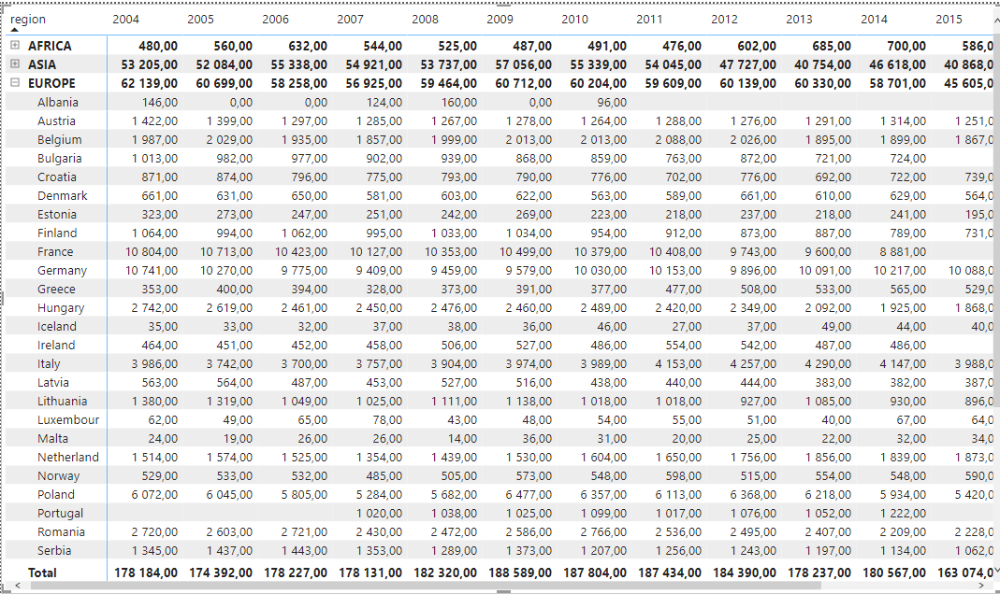 region 2004 2005 2006 2007 2008 2009 2010 2011 2012 2013 2014 2015
AFRICA 480,00 560,00 632,00 544,00 525,00 487,00 491,00 476,00 602,00 685,00 700,00 586,0
ASIA 53 205,00 52 084,00 55 338,00 54 921,00 53 737,00 57 056,00 55 339,00 54 045,00 47 727,00 40 754,00 46 618,00 40 868,0
EUROPE 62 139,00 60 699,00 58 258,00 56 925,00 59 464,00 60 712,00 60 204,00 59 609,00 60 139,00 60 330,00 58 701,00 45 605,0
Albania 146,00 0,00 0,00 124,00 160,00 0,00 96,00
Austria 1 422,00 1 399,00 1 297,00 1 285,00 1 267,00 1 278,00 1 264,00 1 288,00 1 276,00 1 291,00 1 314,00 1 251,0
Belgium 1 987,00 2 029,00 1 935,00 1 857,00 1 999,00 2 013,00 2 013,00 2 088,00 2 026,00 1 895,00 1 899,00 1 867,0
Bulgaria 1 013,00 982,00 977,00 902,00 939,00 868,00 859,00 763,00 872,00 721,00 724,00
Croatia 871,00 874,00 796,00 775,00 793,00 790,00 776,00 702,00 776,00 692,00 722,00 739,0
Denmark 661,00 631,00 650,00 581,00 603,00 622,00 563,00 589,00 661,00 610,00 629,00 564,0
Estonia 323,00 273,00 247,00 251,00 242,00 269,00 223,00 218,00 237,00 218,00 241,00 195,0
Finland 1 064,00 994,00 1 062,00 995,00 1 033,00 1 034,00 954,00 912,00 873,00 887,00 789,00 731,0
France 10 804,00 10 713,00 10 423,00 10 127,00 10 353,00 10 499,00 10 379,00 10 408,00 9 743,00 9 600,00 8 881,00
Germany 10 741,00 10 270,00 9 775,00 9 409,00 9 459,00 9 579,00 10 030,00 10 153,00 9 896,00 10 091,00 10 217,00 10 088,0
Greece 353,00 400,00 394,00 328,00 373,00 391,00 377,00 477,00 508,00 533,00 565,00 529,0
Hungary 2 742,00 2 619,00 2 461,00 2 450,00 2 476,00 2 460,00 2 489,00 2 420,00 2 349,00 2 092,00 1 925,00 1 868,0
Iceland 35,00 33,00 32,00 37,00 38,00 36,00 46,00 27,00 37,00 49,00 44,00 40,0
Ireland 464,00 451,00 452,00 458,00 506,00 527,00 486,00 554,00 542,00 487,00 486,00
Italy 3 986,00 3 742,00 3 700,00 3 757,00 3 904,00 3 974,00 3 989,00 4 153,00 4 257,00 4 290,00 4 147,00 3 988,0
Latvia 563,00 564,00 487,00 453,00 527,00 516,00 438,00 440,00 444,00 383,00 382,00 387,0
Lithuania 1 380,00 1 319,00 1 049,00 1 025,00 1 111,00 1 138,00 1 018,00 1 018,00 927,00 1 085,00 930,00 896,0
Luxembour 62,00 49,00 65,00 78,00 43,00 48,00 54,00 55,00 51,00 40,00 67,00 64,0
Malta 24,00 19,00 26,00 26,00 14,00 36,00 31,00 20,00 25,00 22,00 32,00 34,0
Netherland 1 514,00 1 574,00 1 525,00 1 354,00 1 439,00 1 530,00 1 604,00 1 650,00 1 756,00 1 856,00 1 839,00 1 873,0
Norway 529,00 533,00 532,00 485,00 505,00 573,00 548,00 598,00 515,00 554,00 548,00 590,0
Poland 6 072,00 6 045,00 5 805,00 5 284,00 5 682,00 6 477,00 6 357,00 6 113,00 6 368,00 6 218,00 5 934,00 5 420,0
Portugal 1 020,00 1 038,00 1 025,00 1 099,00 1 017,00 1 076,00 1 052,00 1 222,00
Romania 2 720,00 2 603,00 2 721,00 2 430,00 2 472,00 2 586,00 2 766,00 2 536,00 2 495,00 2 407,00 2 209,00 2 228,0
Serbia 1 345,00 1 437,00 1 443,00 1 353,00 1 289,00 1 373,00 1 207,00 1 256,00 1 243,00 1 197,00 1 134,00 1 062,0
Total 178 184,00 174 392,00 178 227,00 178 131,00 182 320,00 188 589,00 187 804,00 187 434,00 184 390,00 178 237,00 180 567,00 163 074,0